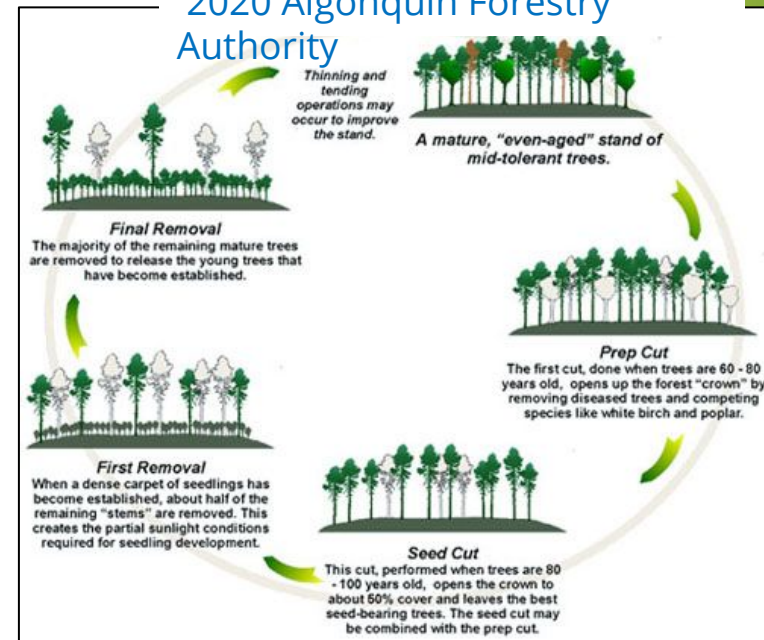 2020 Algonquin Forestry
Authority
Thinning and
tending
operations may
occur to improve
the stand.
A mature, “even-aged” stand of
mid-tolerant trees.
Prep Cut
The first cut, done when trees are 60 - 80
years old, opens up the forest “crown” by
removing diseased trees and competing
species like white birch and poplar.
Seed Cut
This cut, performed when trees are 80
- 100 years old, opens the crown to
about 50% cover and leaves the best
seed-bearing trees. The seed cut may
be combined with the prep cut.
First Removal
When a dense carpet of seedlings has
become established, about half of the
remaining “stems” are removed. This
creates the partial sunlight conditions
required for seedling development.
Final Removal
The majority of the remaining mature trees
are removed to release the young trees that
have become established.